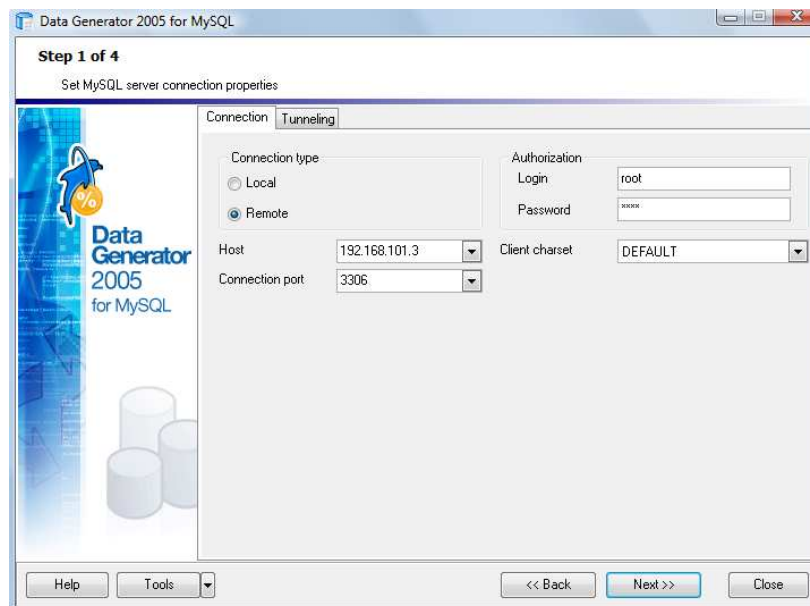 Data Generator 2005 for MySQL
Step 1 of 4
Set MySQL server connection properties
Connection Tunneling
Connection type
Local
Remote
Host 192.168.101.3
Connection port 3306
Authorization
Login root
Password ****
Client charset DEFAULT
%
Data
Generator
2005
for MySQL
Help Tools << Back Next >> Close